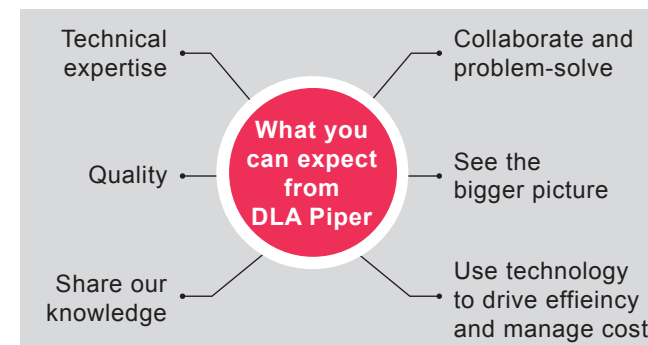 Technical
expertise
Quality
Share our
knowledge
What you
can expect
from
DLA Piper
Collaborate and
problem-solve
See the
bigger picture
Use technology
to drive effieincy
and manage cost